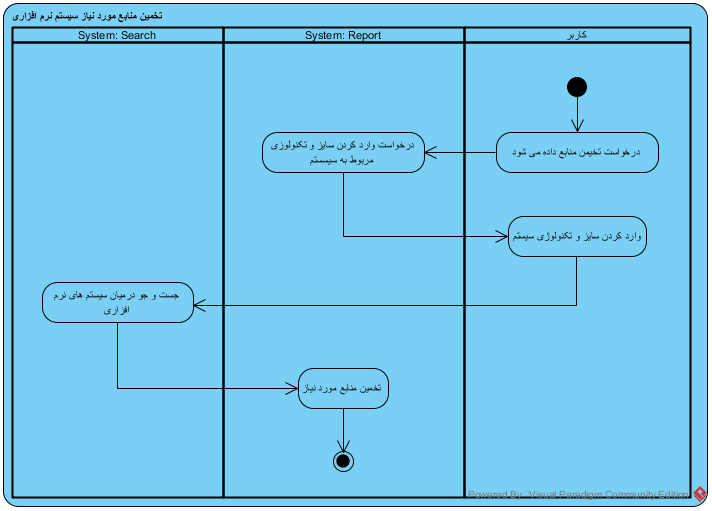 تخمین منابع مورد نیاز سیستم نرم افزاری
System: Search
System: Report
کاربر
درخواست تخیمن منابع داده می شود
درخواست وارد کردن سایز و تکنولوژی
مربوط به سیسستم
وارد کردن سایز و تکنولوژی سیستم
جست و جو درمیان سیستم های نرم
افزاری
تخمین منابع مورد نیاز
Powered By Visual Paradigm Community Edition